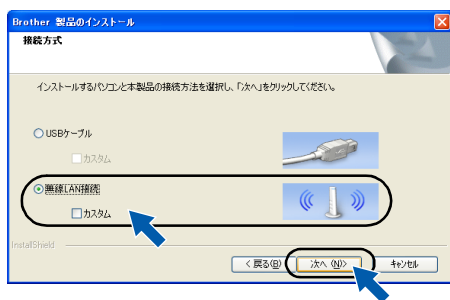 Brother 製品のインストール
接続方式
インストールするパソコンと本製品の接続方法を選択し、「次へ」をクリックしてください。
USBケーブル
カスタム
無線LAN接続
カスタム
InstallShield
< 戻る(B)
次へ (N)>
キャンセル